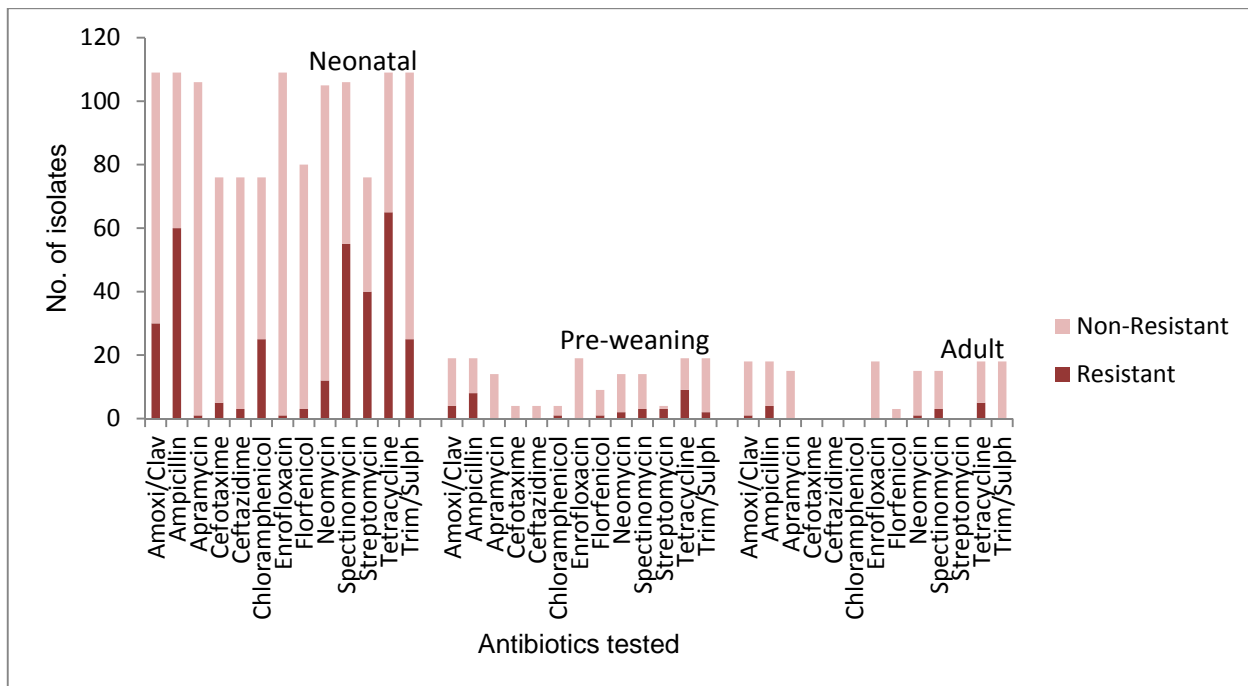 120
100
80
60
40
20
0
No. of isolates
Neonatal
Pre-weaning
Adult
Non-Resistant
Resistant
Amoxi/Clav
Ampicillin
Apramycin
Cefotaxime
Ceftazidime
Chloramphenicol
Enrofloxacin
Florfenicol
Neomycin
Spectinomycin
Streptomycin
Tetracycline
Trim/Sulph
Amoxi/Clav
Ampicillin
Apramycin
Cefotaxime
Ceftazidime
Chloramphenicol
Enrofloxacin
Florfenicol
Neomycin
Spectinomycin
Streptomycin
Tetracycline
Trim/Sulph
Amoxi/Clav
Ampicillin
Apramycin
Cefotaxime
Ceftazidime
Chloramphenicol
Enrofloxacin
Florfenicol
Neomycin
Spectinomycin
Streptomycin
Tetracycline
Trim/Sulph
Antibiotics tested